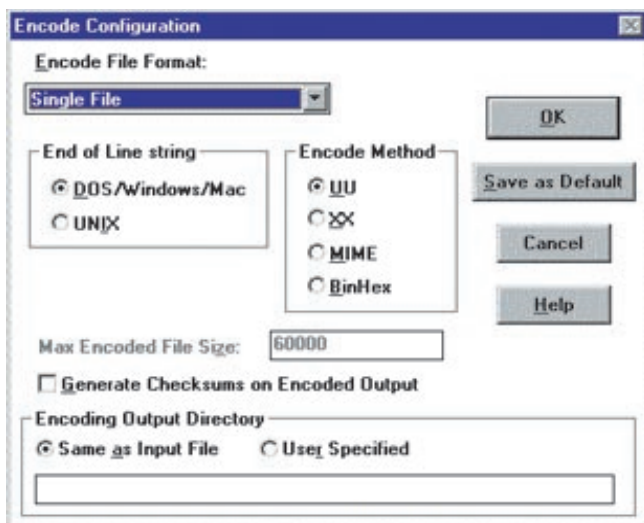 Encode Configuration
Encode File Format:
Single File
OK
End of Line string
DOS/Windows/Mac
UNIX
Encode Method
UU
XX
MIME
BinHex
Save as Default
Cancel
Help
Max Encoded File Size:
60000
Generate Checksums on Encoded Output
Encoding Output Directory
Same as Input File
User Specified